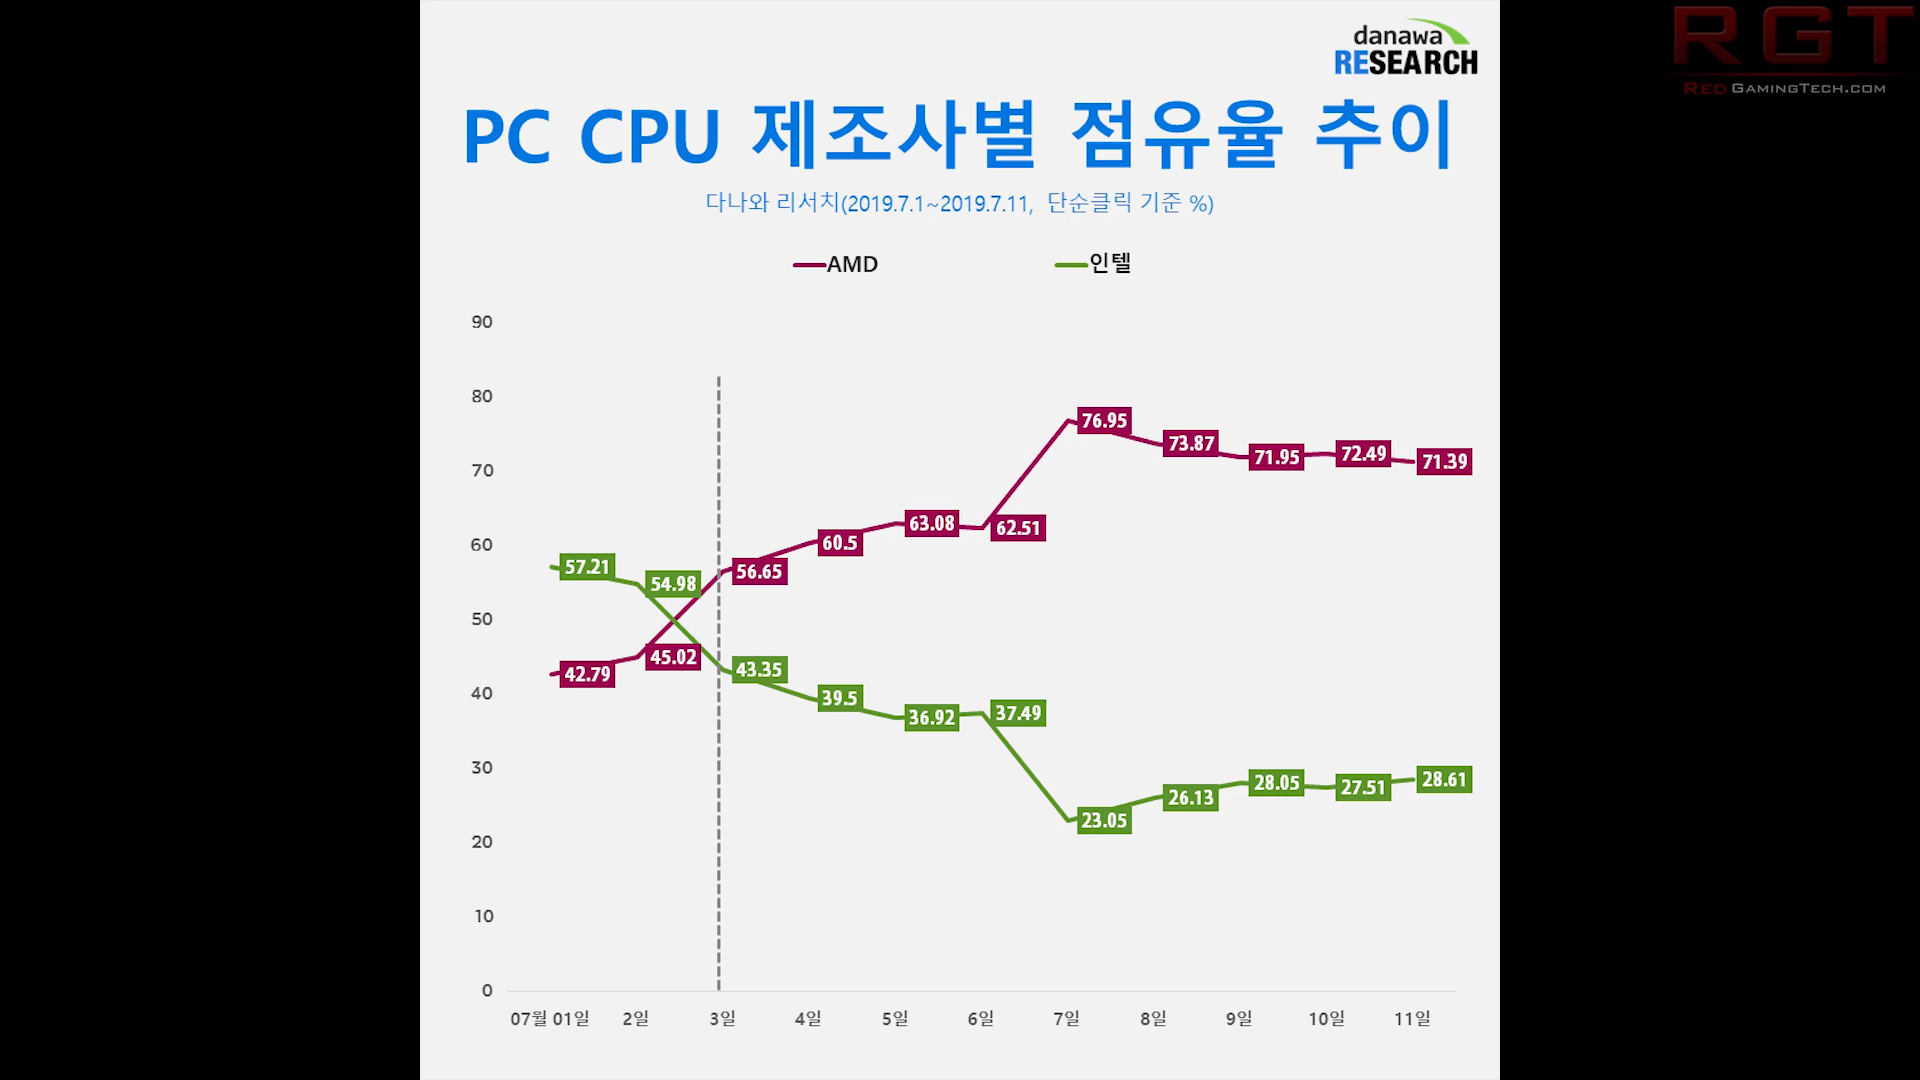 RGT
RedGamingTech.com
danawa
RESEARCH
PC CPU 제조사별 점유율 추이
다나와 리서치(2019.7.1~2019.7.11, 단순클릭 기준 %)
AMD 인텔
90
80
70
60
50
40
30
20
10
0
42.79 45.02 56.65 60.5 63.08 62.51 76.95 73.87 71.95 72.49 71.39
57.21 54.98 43.35 39.5 36.92 37.49 23.05 26.13 28.05 27.51 28.61
07월 01일 2일 3일 4일 5일 6일 7일 8일 9일 10일 11일